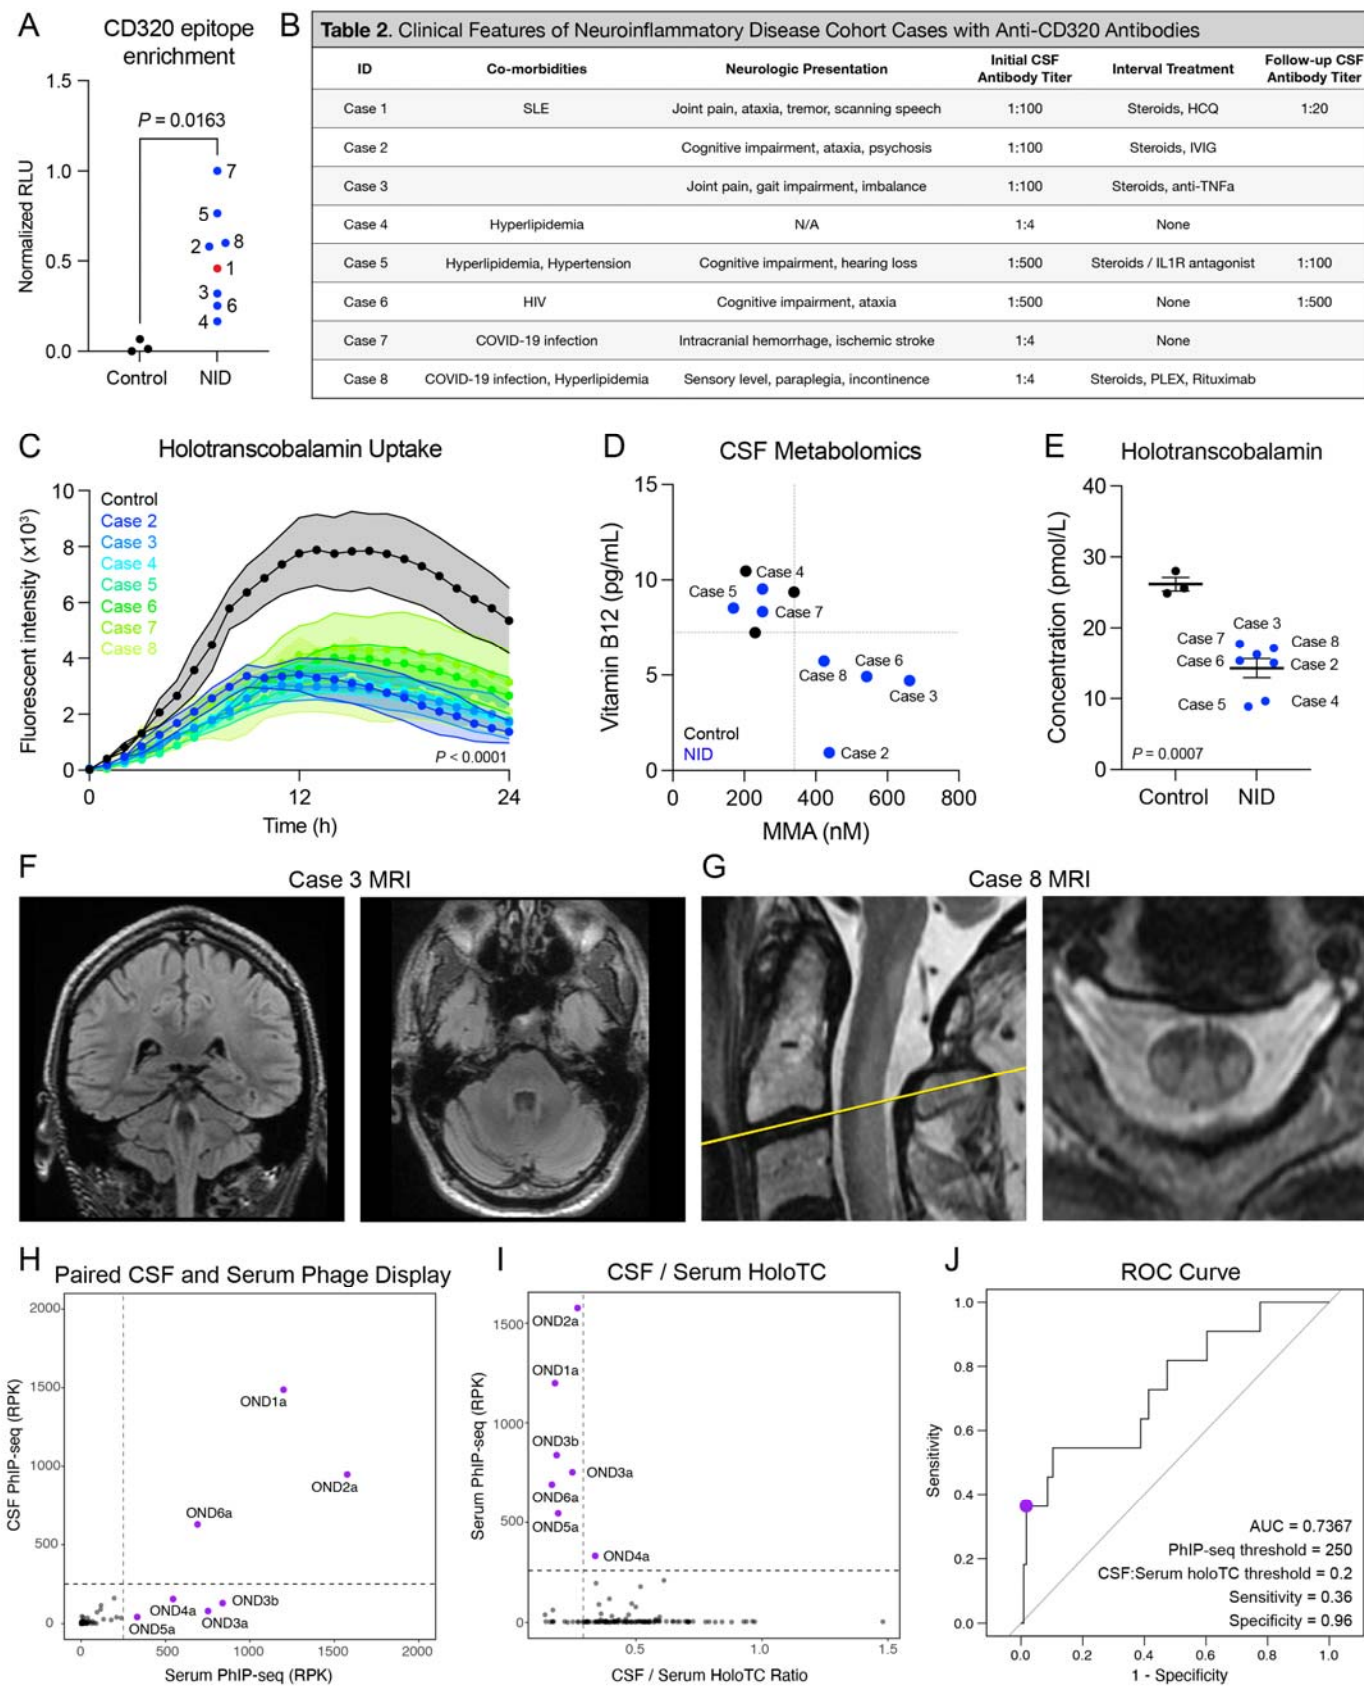 A
CD320 epitope
enrichment
1.5
P = 0.0163
1.0
0.5
0.0
Normalized RLU
7
5
2
8
1
3
6
4
Control
NID
B
Table 2. Clinical Features of Neuroinflammatory Disease Cohort Cases with Anti-CD320 Antibodies
ID Co-morbidities Neurologic Presentation Initial CSF Antibody Titer Interval Treatment Follow-up CSF Antibody Titer
Case 1 SLE Joint pain, ataxia, tremor, scanning speech 1:100 Steroids, HCQ 1:20
Case 2 Cognitive impairment, ataxia, psychosis 1:100 Steroids, IVIG
Case 3 Joint pain, gait impairment, imbalance 1:100 Steroids, anti-TNFa
Case 4 Hyperlipidemia N/A 1:4 None
Case 5 Hyperlipidemia, Hypertension Cognitive impairment, hearing loss 1:500 Steroids / IL1R antagonist 1:100
Case 6 HIV Cognitive impairment, ataxia 1:500 None 1:500
Case 7 COVID-19 infection Intracranial hemorrhage, ischemic stroke 1:4 None
Case 8 COVID-19 infection, Hyperlipidemia Sensory level, paraplegia, incontinence 1:4 Steroids, PLEX, Rituximab
C
Holotranscobalamin Uptake
10
8
6
4
2
0
Fluorescent intensity (x10³)
Control
Case 2
Case 3
Case 4
Case 5
Case 6
Case 7
Case 8
P < 0.0001
0
12
24
Time (h)
D
CSF Metabolomics
15
10
5
0
Vitamin B12 (pg/mL)
Case 4
Case 5
Case 7
Case 6
Case 8
Case 3
Case 2
Control
NID
0
200
400
600
800
MMA (nM)
E
Holotranscobalamin
40
30
20
10
0
Concentration (pmol/L)
Case 3
Case 7
Case 8
Case 6
Case 2
Case 5
Case 4
P = 0.0007
Control
NID
F
Case 3 MRI
G
Case 8 MRI
H
Paired CSF and Serum Phage Display
2000
1500
1000
500
0
CSF PhIP-seq (RPK)
OND1a
OND2a
OND6a
OND4a
OND3b
OND5a
OND3a
0
500
1000
1500
2000
Serum PhIP-seq (RPK)
I
CSF / Serum HoloTC
1500
1000
500
0
Serum PhIP-seq (RPK)
OND2a
OND1a
OND3b
OND3a
OND6a
OND5a
OND4a
0.5
1.0
1.5
CSF / Serum HoloTC Ratio
J
ROC Curve
1.0
0.8
0.6
0.4
0.2
0.0
Sensitivity
AUC = 0.7367
PhIP-seq threshold = 250
CSF:Serum holoTC threshold = 0.2
Sensitivity = 0.36
Specificity = 0.96
0.0
0.2
0.4
0.6
0.8
1.0
1 - Specificity